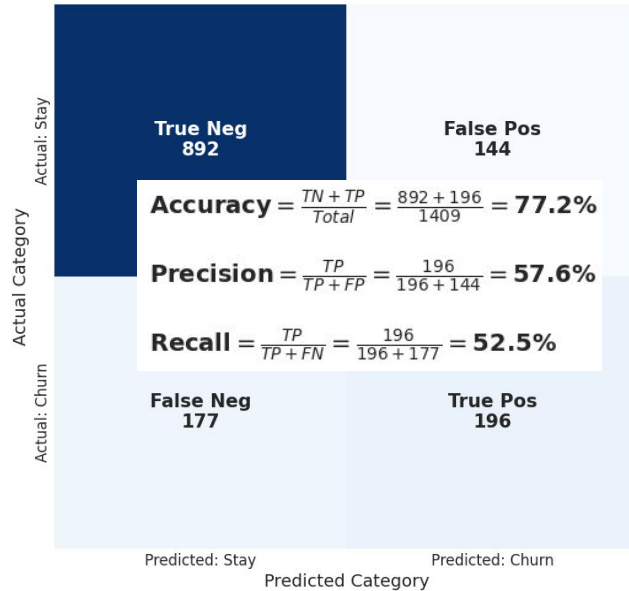 True Neg
892
False Pos
144
Accuracy = TN + TP / Total = 892 + 196 / 1409 = 77.2%
Precision = TP / TP + FP = 196 / 196 + 144 = 57.6%
Recall = TP / TP + FN = 196 / 196 + 177 = 52.5%
False Neg
177
True Pos
196
Actual: Stay
Actual: Churn
Actual Category
Predicted: Stay
Predicted: Churn
Predicted Category